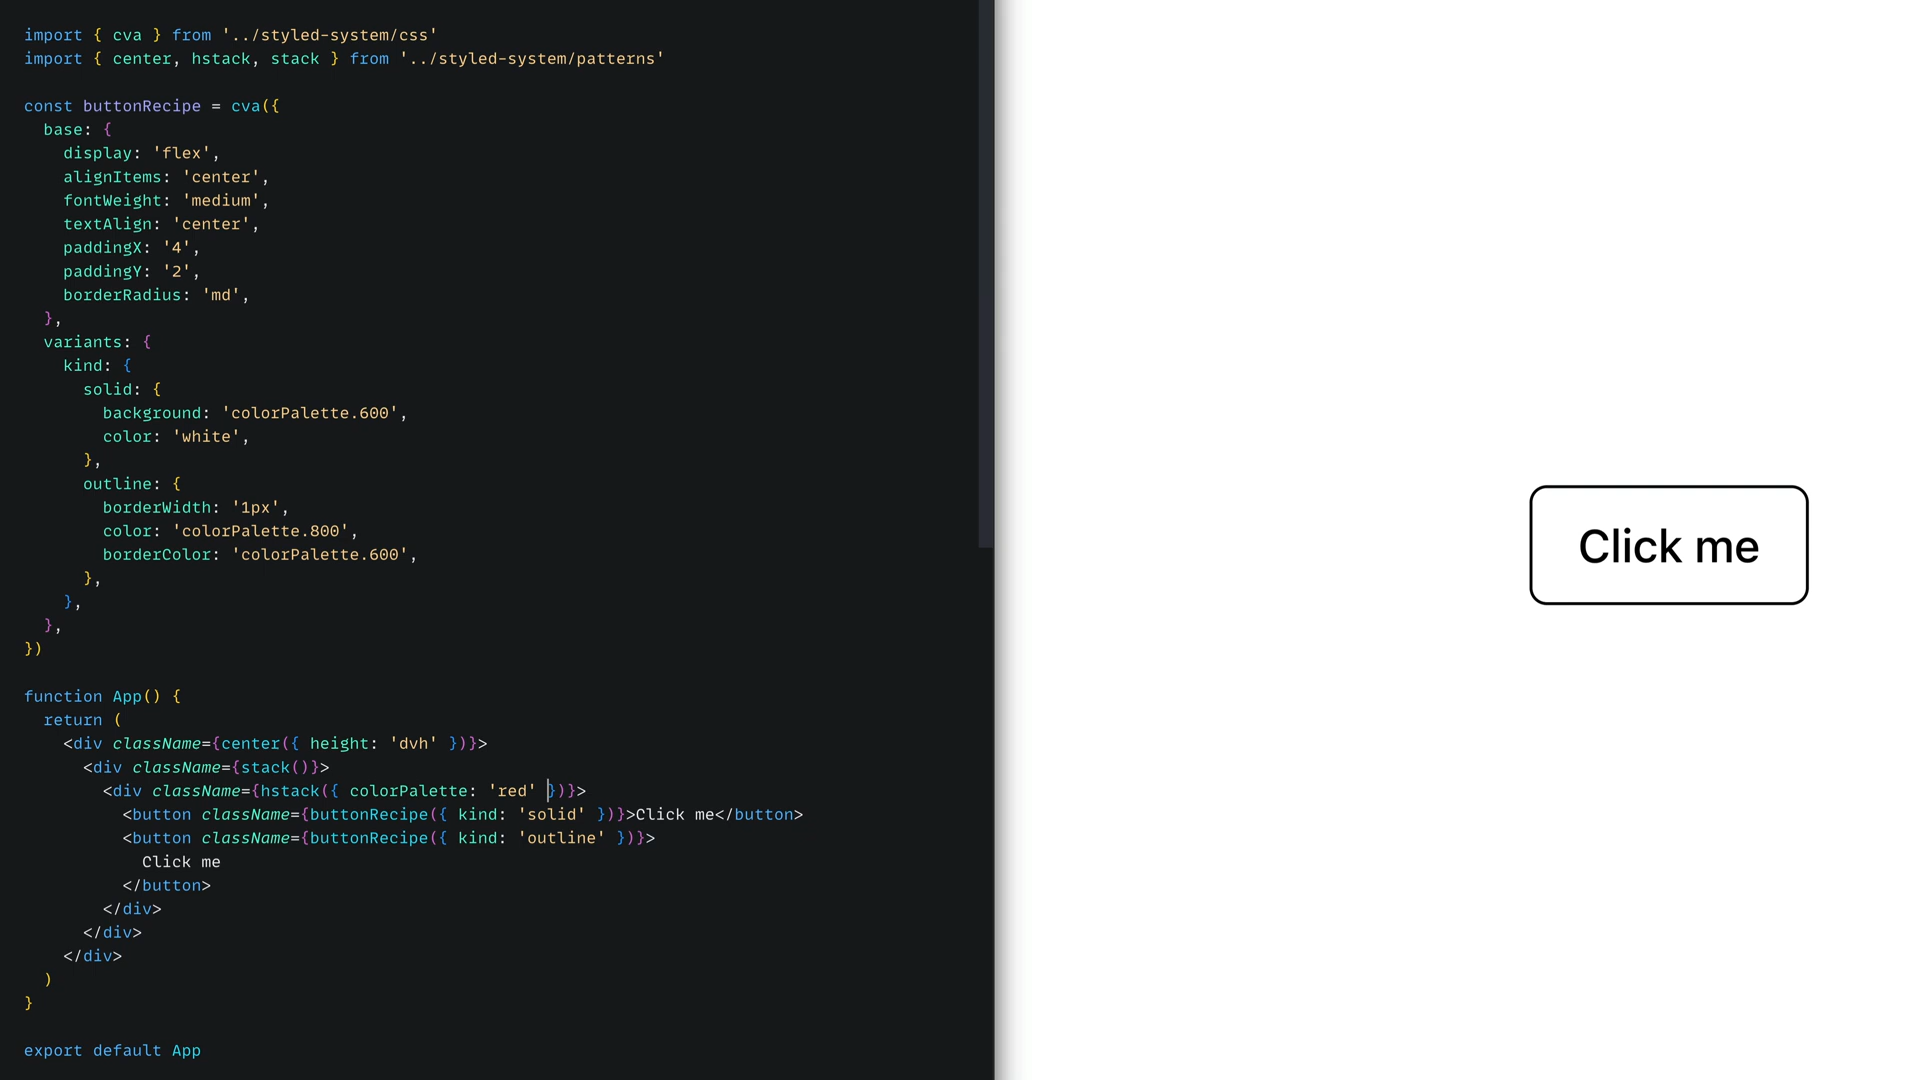 import { cva } from '../styled-system/css'
import { center, hstack, stack } from '../styled-system/patterns'

const buttonRecipe = cva({
  base: {
    display: 'flex',
    alignItems: 'center',
    fontWeight: 'medium',
    textAlign: 'center',
    paddingX: '4',
    paddingY: '2',
    borderRadius: 'md',
  },
  variants: {
    kind: {
      solid: {
        background: 'colorPalette.600',
        color: 'white',
      },
      outline: {
        borderWidth: '1px',
        color: 'colorPalette.800',
        borderColor: 'colorPalette.600',
      },
    },
  },
})

function App() {
  return (
    <div className={center({ height: 'dvh' })}>
      <div className={stack()}>
        <div className={hstack({ colorPalette: 'red' })}>
          <button className={buttonRecipe({ kind: 'solid' })}>Click me</button>
          <button className={buttonRecipe({ kind: 'outline' })}>
            Click me
          </button>
        </div>
      </div>
    </div>
  )
}

export default App
Click me